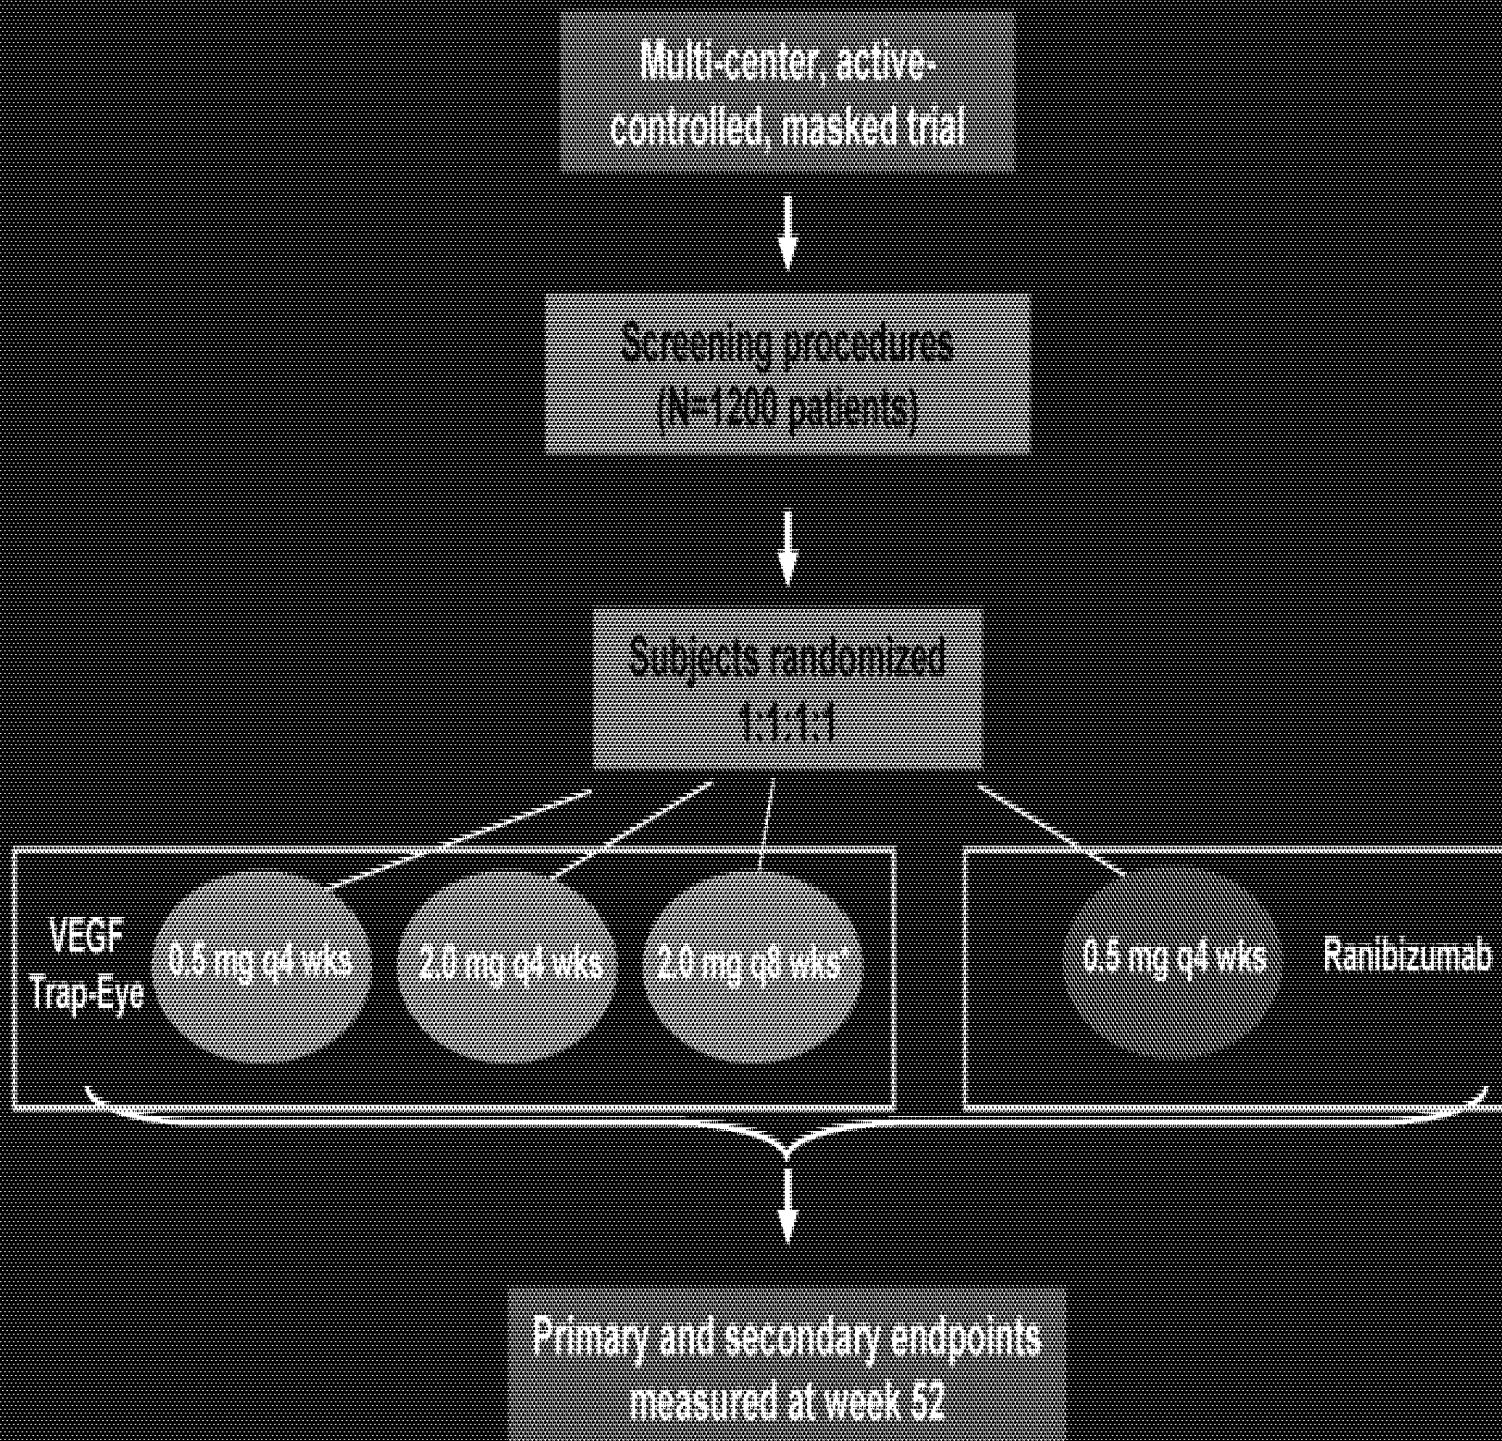 Multi-center, active-
controlled, masked trial
Screening procedures
(N=1200 patients)
Subjects randomized
1:1:1:1
VEGF
Trap-Eye
0.5 mg q4 wks
2.0 mg q4 wks
2.0 mg q8 wks*
0.5 mg q4 wks
Ranibizumab
Primary and secondary endpoints
measured at week 52